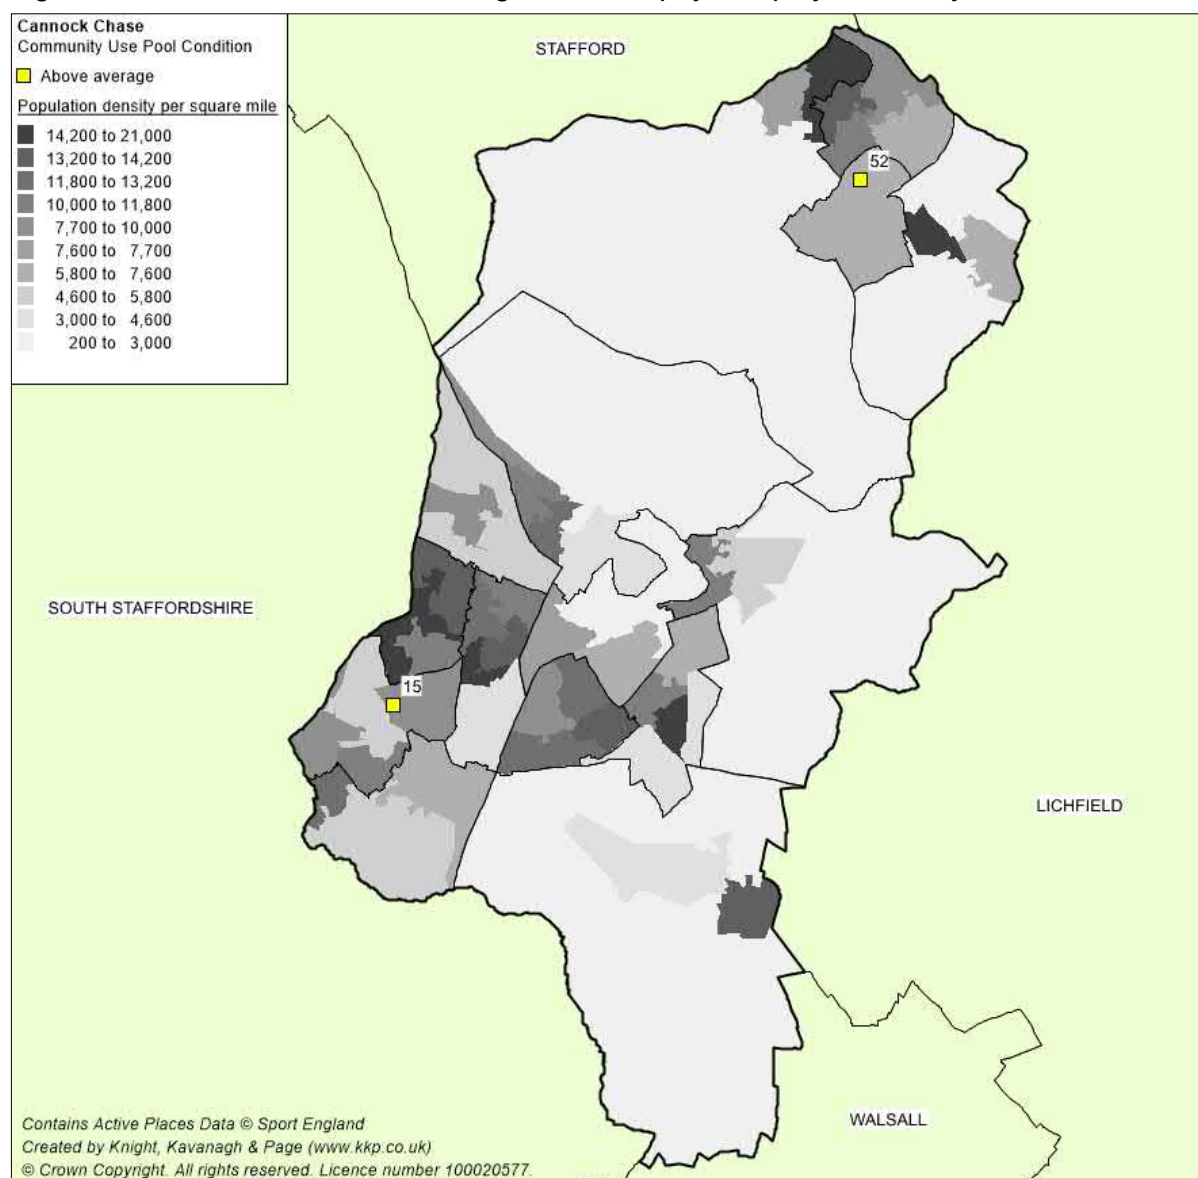 Cannock Chase
Community Use Pool Condition
Above average
Population density per square mile
14,200 to 21,000
13,200 to 14,200
11,800 to 13,200
10,000 to 11,800
7,700 to 10,000
7,600 to 7,700
5,800 to 7,600
4,600 to 5,800
3,000 to 4,600
200 to 3,000
STAFFORD
52
SOUTH STAFFORDSHIRE
15
LICHFIELD
WALSALL
Contains Active Places Data © Sport England
Created by Knight, Kavanagh & Page (www.kkp.co.uk)
© Crown Copyright. All rights reserved. Licence number 100020577.